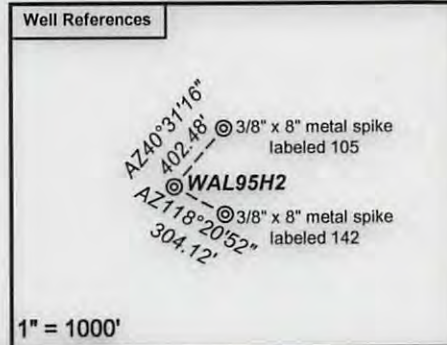 Well References
AZ40°31'16"
402.48'
3/8" x 8" metal spike
labeled 105
WAL95H2
AZ118°20'52"
304.12'
3/8" x 8" metal spike
labeled 142
1" = 1000'